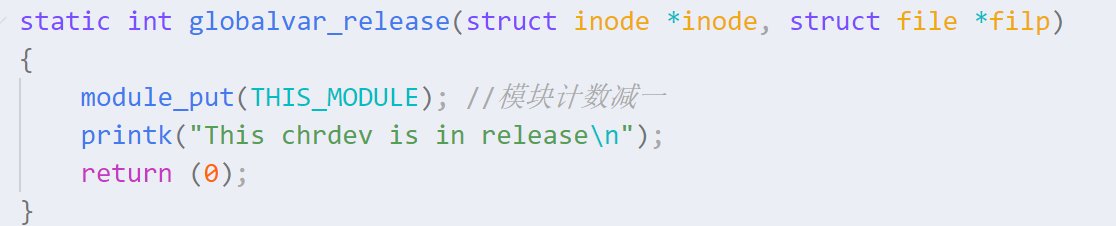 static int globalvar_release(struct inode *inode, struct file *filp)
{
    module_put(THIS_MODULE); //模块计数减一
    printk("This chrdev is in release\n");
    return (0);
}